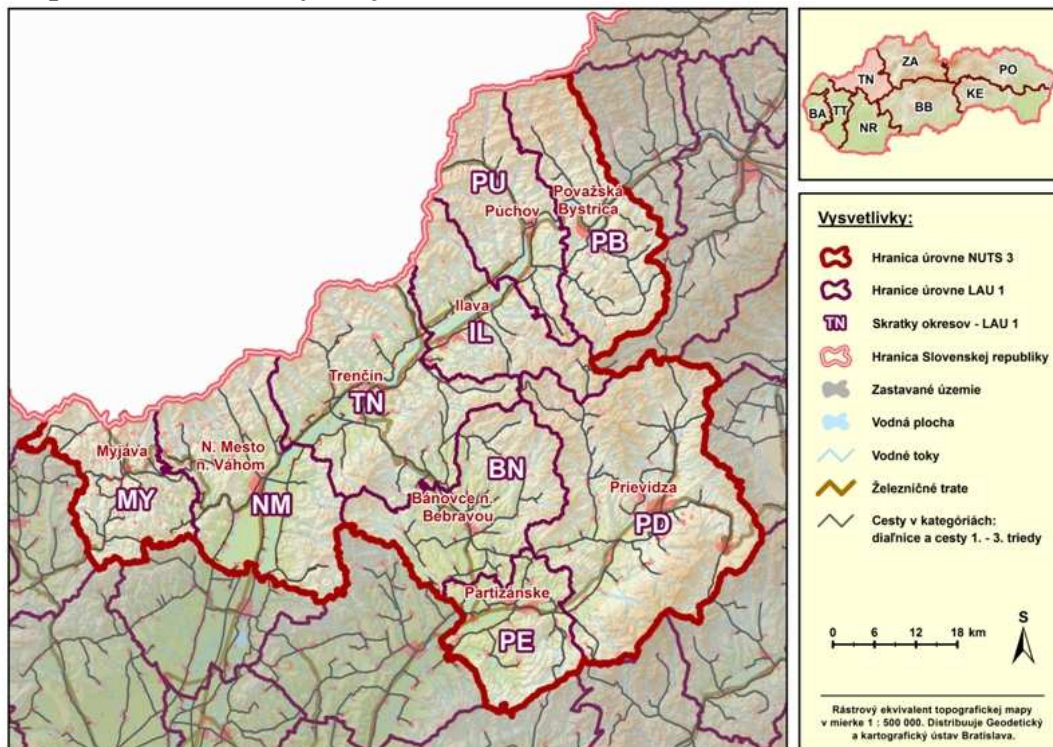 PU
Považská
Bystrica
Púchov
PB
Ilava
IL
Trenčín
TN
Myjáva
N. Mesto
n. Váhom
MY
NM
BN
Bánovce n.
Bebravou
Prievidza
PD
Partizánske
PE
ZA
PO
TN
KE
BA
TT
BB
NR
Vysvetlivky:
Hranica úrovne NUTS 3
Hranice úrovne LAU 1
TN Skratky okresov - LAU 1
Hranica Slovenskej republiky
Zastavané územie
Vodná plocha
Vodné toky
Železničné trate
Cesty v kategóriách:
diaľnice a cesty 1. - 3. triedy
S
0 6 12 18 km
Rástrový ekvivalent topografickej mapy
v mierke 1 : 500 000. Distribuuje Geodetický
a kartografický ústav Bratislava.